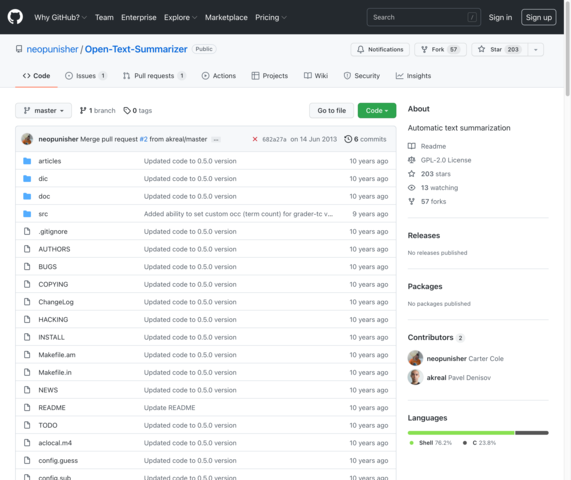 Why GitHub? Team Enterprise Explore Marketplace Pricing Search / Sign in Sign up
neopunisher / Open-Text-Summarizer Public Notifications Fork 57 Star 203
Code Issues 1 Pull requests 1 Actions Projects Wiki Security Insights
master 1 branch 0 tags Go to file Code
neopunisher Merge pull request #2 from akreal/master ... 682a27a on 14 Jun 2013 6 commits
articles Updated code to 0.5.0 version 10 years ago
dic Updated code to 0.5.0 version 10 years ago
doc Updated code to 0.5.0 version 10 years ago
src Added ability to set custom occ (term count) for grader-tc v... 9 years ago
.gitignore Updated code to 0.5.0 version 10 years ago
AUTHORS Updated code to 0.5.0 version 10 years ago
BUGS Updated code to 0.5.0 version 10 years ago
COPYING Updated code to 0.5.0 version 10 years ago
ChangeLog Updated code to 0.5.0 version 10 years ago
HACKING Updated code to 0.5.0 version 10 years ago
INSTALL Updated code to 0.5.0 version 10 years ago
Makefile.am Updated code to 0.5.0 version 10 years ago
Makefile.in Updated code to 0.5.0 version 10 years ago
NEWS Updated code to 0.5.0 version 10 years ago
README Update README 10 years ago
TODO Updated code to 0.5.0 version 10 years ago
aclocal.m4 Updated code to 0.5.0 version 10 years ago
config.guess Updated code to 0.5.0 version 10 years ago
config.sub Updated code to 0.5.0 version 10 years ago
About
Automatic text summarization
Readme
GPL-2.0 License
203 stars
13 watching
57 forks
Releases
No releases published
Packages
No packages published
Contributors 2
neopunisher Carter Cole
akreal Pavel Denisov
Languages
Shell 76.2% C 23.8%